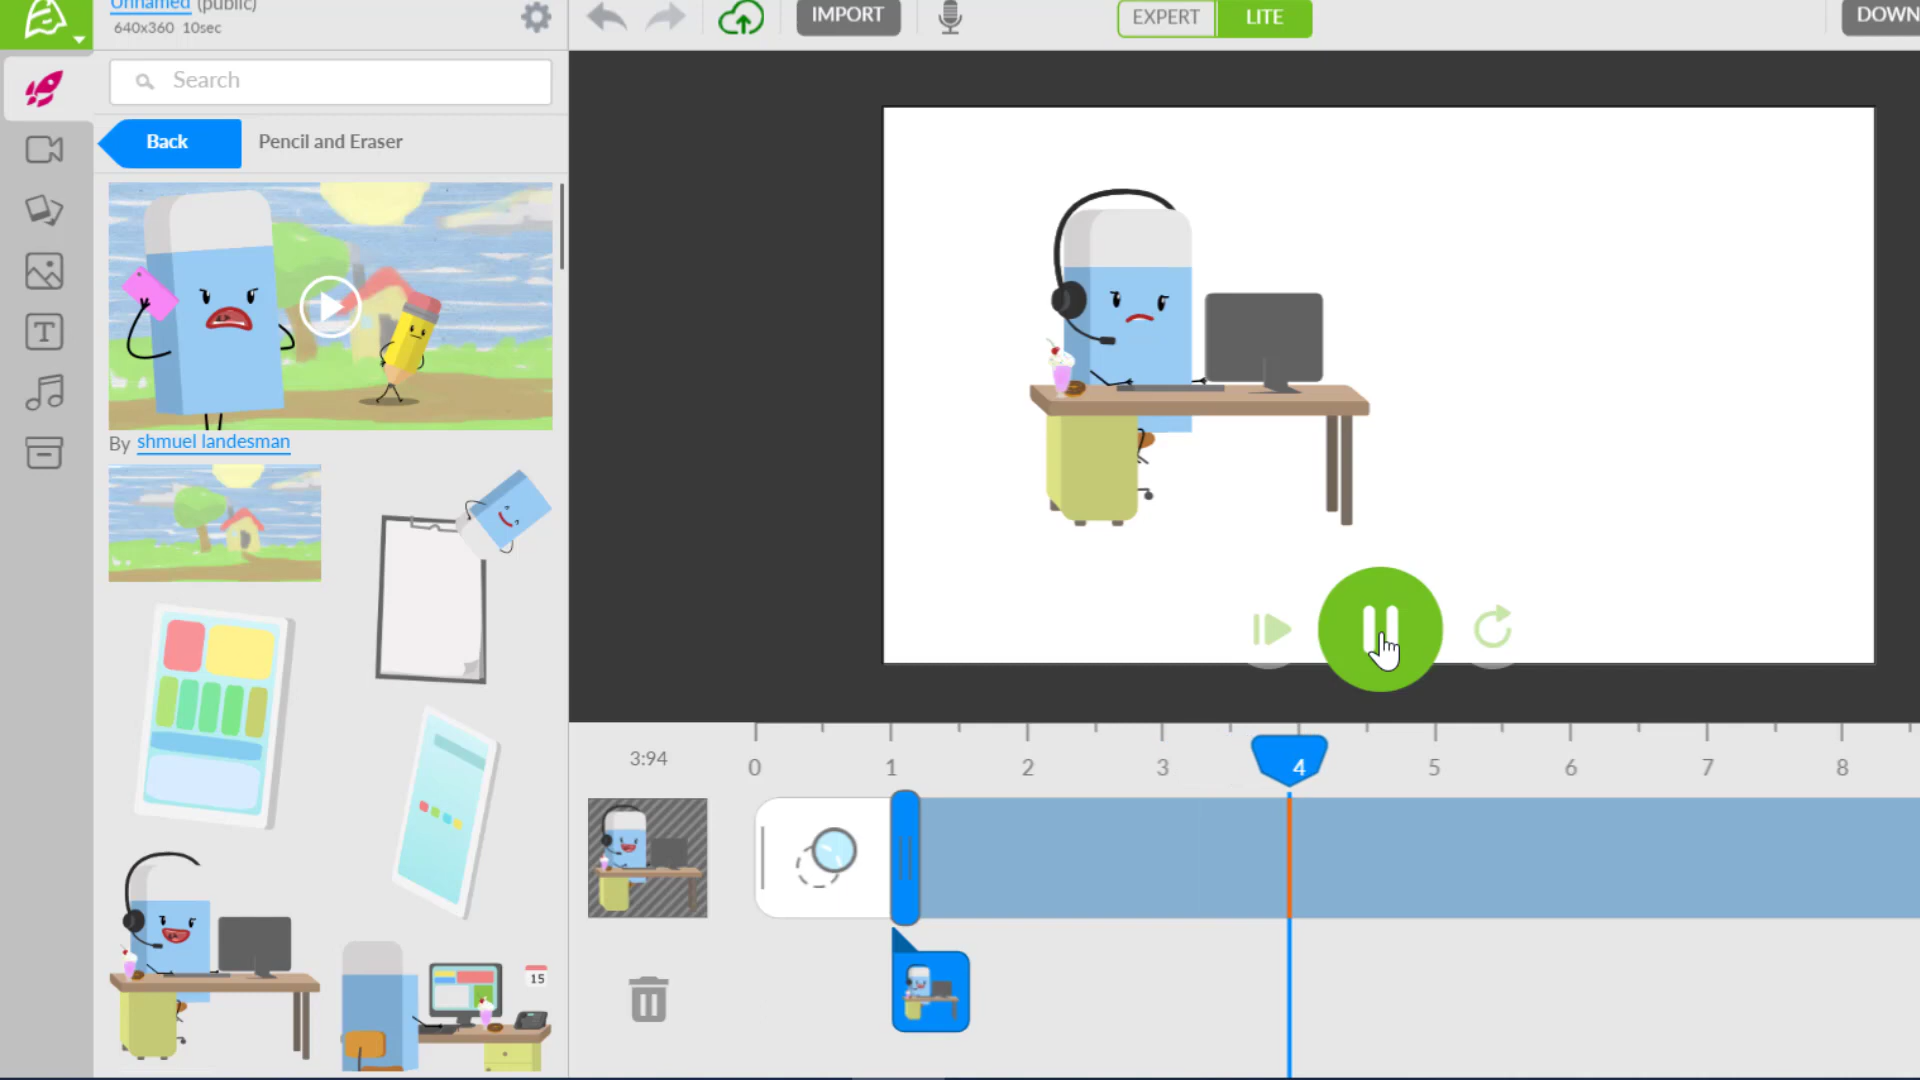 Unnamed (public)
640x360 10sec
IMPORT
EXPERT
LITE
DOWN
Search
Back
Pencil and Eraser
By shmuel landesman
15
3:94
0 1 2 3 4 5 6 7 8
T